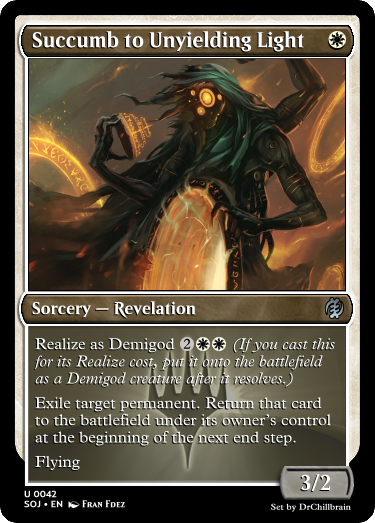 Succumb to Unyielding Light
Sorcery — Revelation
Realize as Demigod 2 (If you cast this
for its Realize cost, put it onto the battlefield
as a Demigod creature after it resolves.)
Exile target permanent. Return that card
to the battlefield under its owner's control
at the beginning of the next end step.
Flying
3/2
U 0042
SOJ • EN Fran Fdez
Set by DrChillbrain